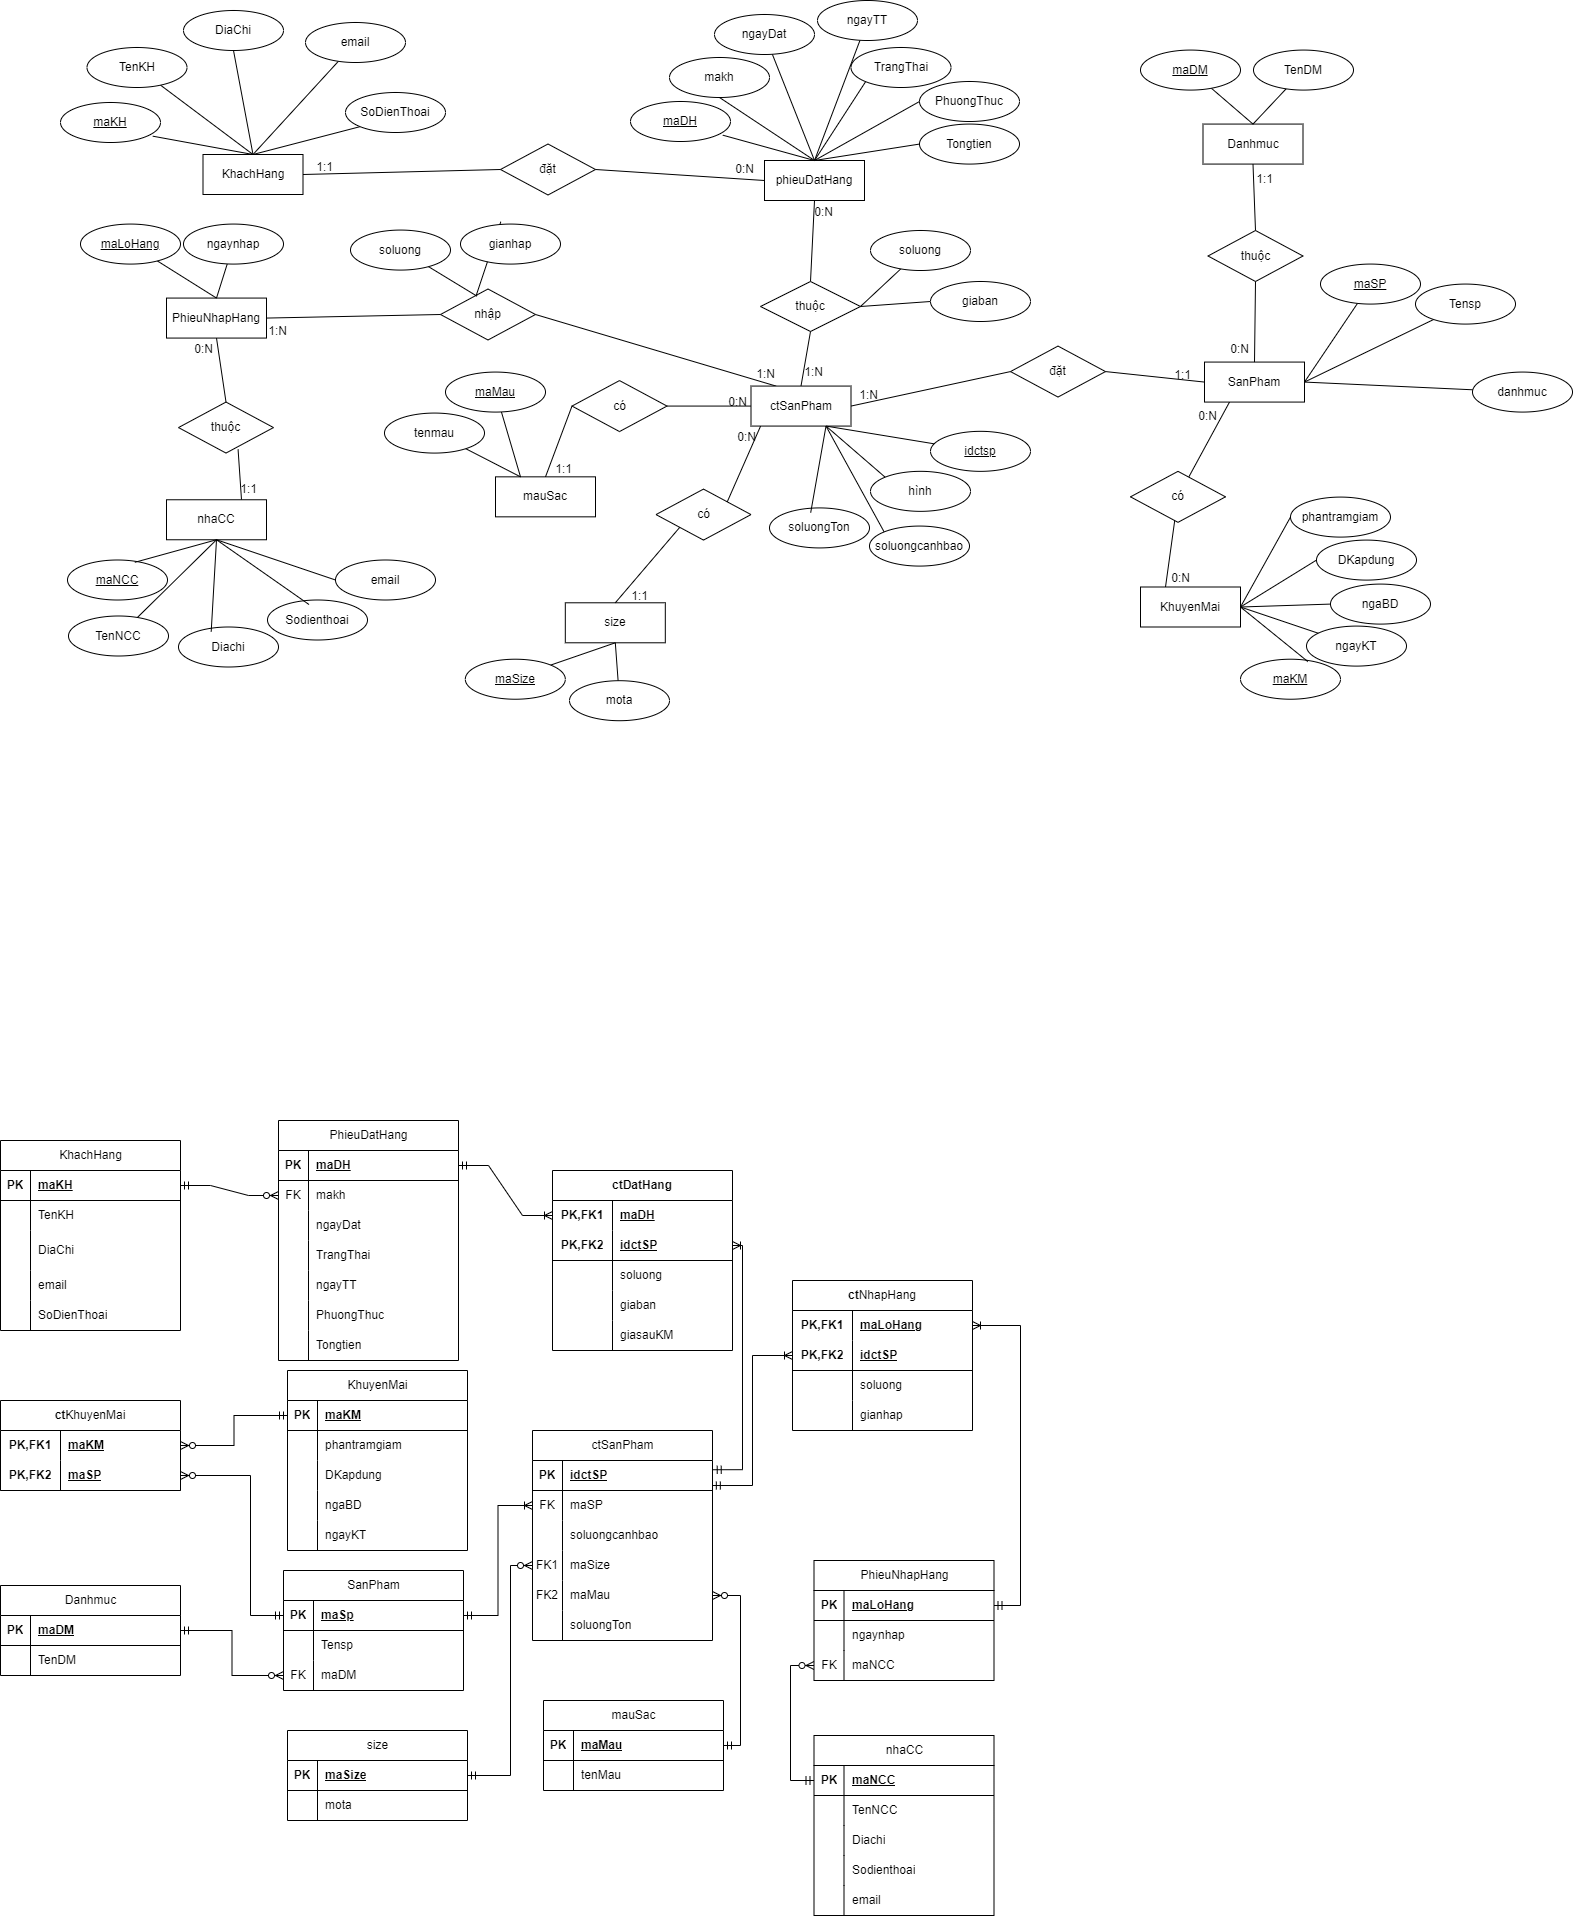 DiaChi
email
TenKH
SoDienThoai
maKH
KhachHang
1:1
đặt
0:N
ngayTT
ngayDat
TrangThai
makh
PhuongThuc
maDH
Tongtien
phieuDatHang
0:N
maDM
TenDM
Danhmuc
1:1
thuộc
maSP
Tensp
0:N
SanPham
danhmuc
1:1
0:N
đặt
maLoHang
ngaynhap
soluong
gianhap
PhieuNhapHang
1:N
0:N
nhập
soluong
thuộc
giaban
1:N
1:N
ctSanPham
1:N
0:N
0:N
maMau
tenmau
có
1:1
mauSac
thuộc
1:1
nhaCC
maNCC
email
TenNCC
Diachi
Sodienthoai
có
1:1
size
maSize
mota
idctsp
hình
soluongTon
soluongcanhbao
có
0:N
KhuyenMai
phantramgiam
DKapdung
ngaBD
ngayKT
maKM
KhachHang
PK maKH
TenKH
DiaChi
email
SoDienThoai
PhieuDatHang
PK maDH
FK makh
ngayDat
TrangThai
ngayTT
PhuongThuc
Tongtien
ctDatHang
PK,FK1 maDH
PK,FK2 idctSP
soluong
giaban
giasauKM
ctNhapHang
PK,FK1 maLoHang
PK,FK2 idctSP
soluong
gianhap
ctKhuyenMai
PK,FK1 maKM
PK,FK2 maSP
KhuyenMai
PK maKM
phantramgiam
DKapdung
ngaBD
ngayKT
ctSanPham
PK idctSP
FK maSP
soluongcanhbao
FK1 maSize
FK2 maMau
soluongTon
Danhmuc
PK maDM
TenDM
SanPham
PK maSp
Tensp
FK maDM
PhieuNhapHang
PK maLoHang
ngaynhap
FK maNCC
size
PK maSize
mota
mauSac
PK maMau
tenMau
nhaCC
PK maNCC
TenNCC
Diachi
Sodienthoai
email